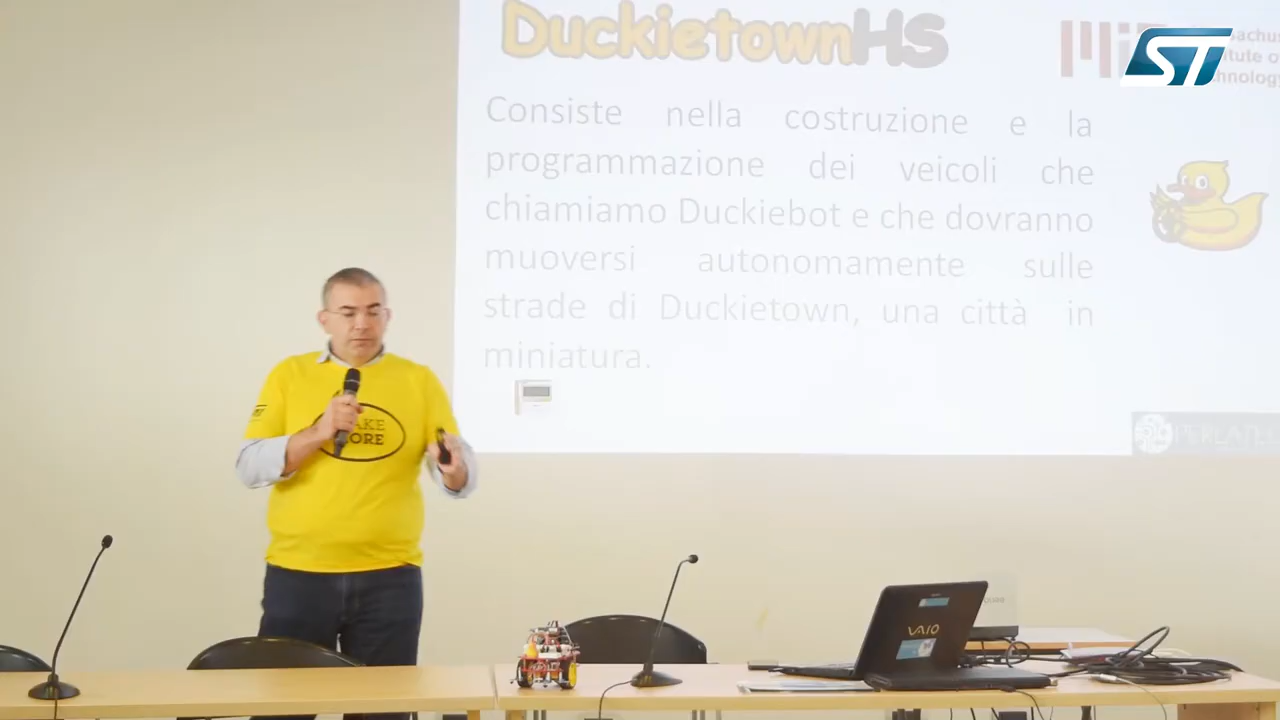 DuckietownHS
ST
Consiste nella costruzione e la
programmazione dei veicoli che
chiamiamo Duckiebot e che dovranno
muoversi autonomamente sulle
strade di Duckietown, una città in
miniatura.
VAIO